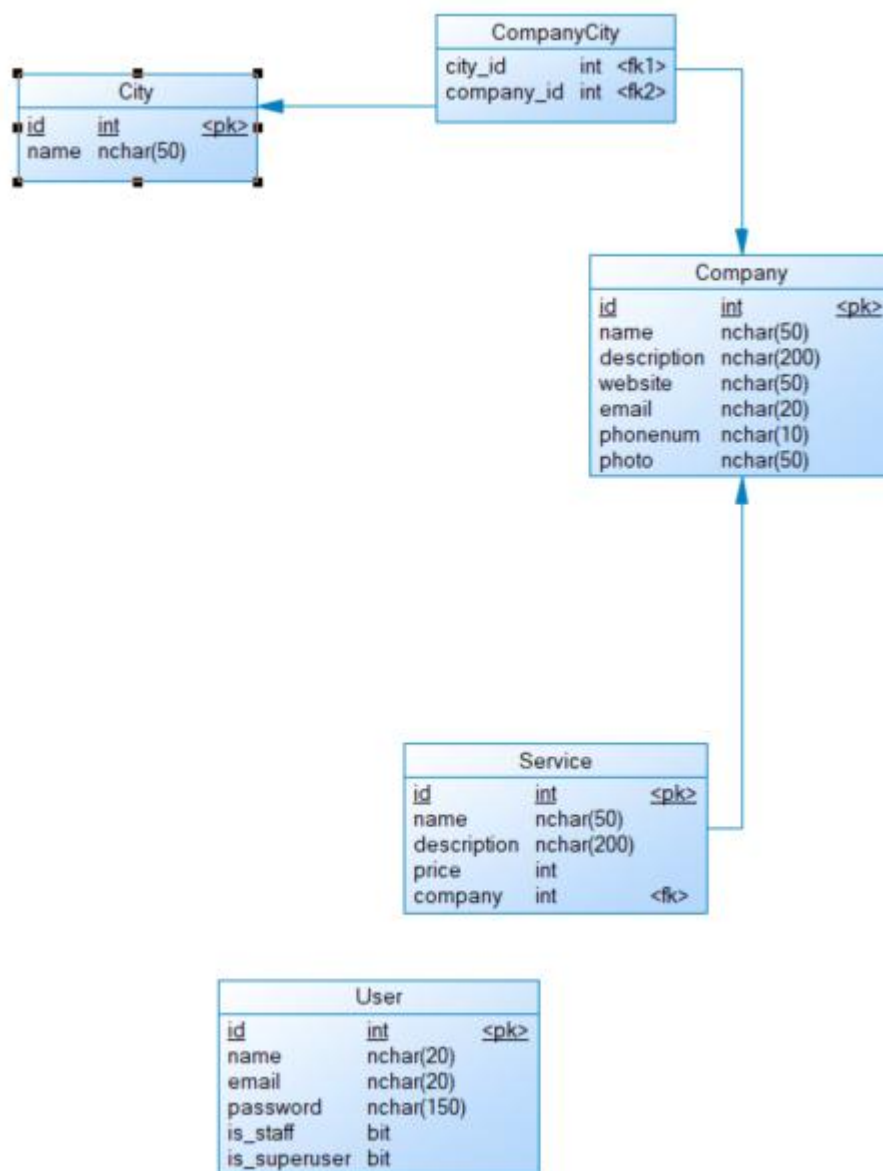 CompanyCity
city_id int <fk1>
company_id int <fk2>
City
id int <pk>
name nchar(50)
Company
id int <pk>
name nchar(50)
description nchar(200)
website nchar(50)
email nchar(20)
phonenum nchar(10)
photo nchar(50)
Service
id int <pk>
name nchar(50)
description nchar(200)
price int
company int <fk>
User
id int <pk>
name nchar(20)
email nchar(20)
password nchar(150)
is_staff bit
is_superuser bit